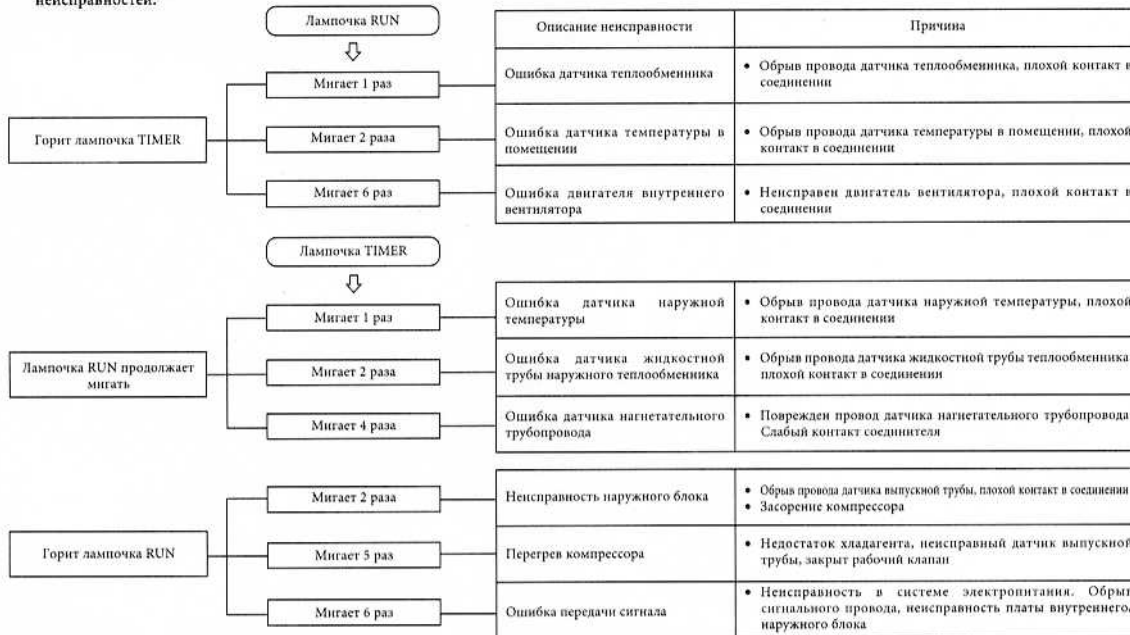 неисправностей.
Лампочка RUN
Описание неисправности
Причина
Горит лампочка TIMER
Мигает 1 раз
Ошибка датчика теплообменника
• Обрыв провода датчика теплообменника, плохой контакт в
соединении
Мигает 2 раза
Ошибка датчика температуры в
помещении
• Обрыв провода датчика температуры в помещении, плохой
контакт в соединении
Мигает 6 раз
Ошибка двигателя внутреннего
вентилятора
• Неисправен двигатель вентилятора, плохой контакт в
соединении
Лампочка TIMER
Лампочка RUN продолжает
мигать
Мигает 1 раз
Ошибка датчика наружной
температуры
• Обрыв провода датчика наружной температуры, плохой
контакт в соединении
Мигает 2 раза
Ошибка датчика жидкостной
трубы наружного теплообменника
• Обрыв провода датчика жидкостной трубы теплообменника
плохой контакт в соединении
Мигает 4 раза
Ошибка датчика нагнетательного
трубопровода
• Поврежден провод датчика нагнетательного трубопровода
Слабый контакт соединителя
Горит лампочка RUN
Мигает 2 раза
Неисправность наружного блока
• Обрыв провода датчика выпускной трубы, плохой контакт в соединении
• Засорение компрессора
Мигает 5 раз
Перегрев компрессора
• Недостаток хладагента, неисправный датчик выпускной
трубы, закрыт рабочий клапан
Мигает 6 раз
Ошибка передачи сигнала
• Неисправность в системе электропитания. Обрыв
сигнального провода, неисправность платы внутреннего/
наружного блока